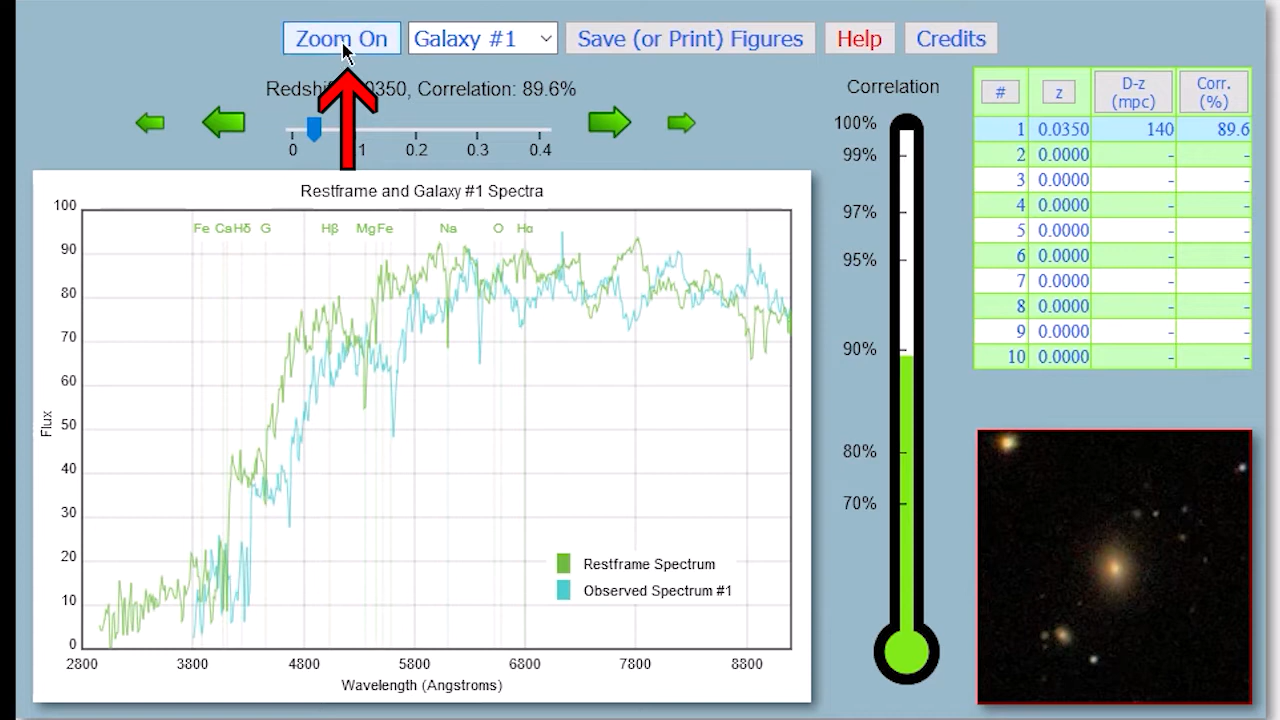 Zoom On
Galaxy #1
Save (or Print) Figures
Help
Credits
Redshift 0350, Correlation: 89.6%
0 1 0.2 0.3 0.4
Restframe and Galaxy #1 Spectra
Flux
100
90
80
70
60
50
40
30
20
10
0
Fe Ca Hδ G Hβ Mg Fe Na O Hα
Restframe Spectrum
Observed Spectrum #1
2800 3800 4800 5800 6800 7800 8800
Wavelength (Angstroms)
Correlation
100%
99%
97%
95%
90%
80%
70%
# z D-z (mpc) Corr. (%)
1 0.0350 140 89.6
2 0.0000 - -
3 0.0000 - -
4 0.0000 - -
5 0.0000 - -
6 0.0000 - -
7 0.0000 - -
8 0.0000 - -
9 0.0000 - -
10 0.0000 - -